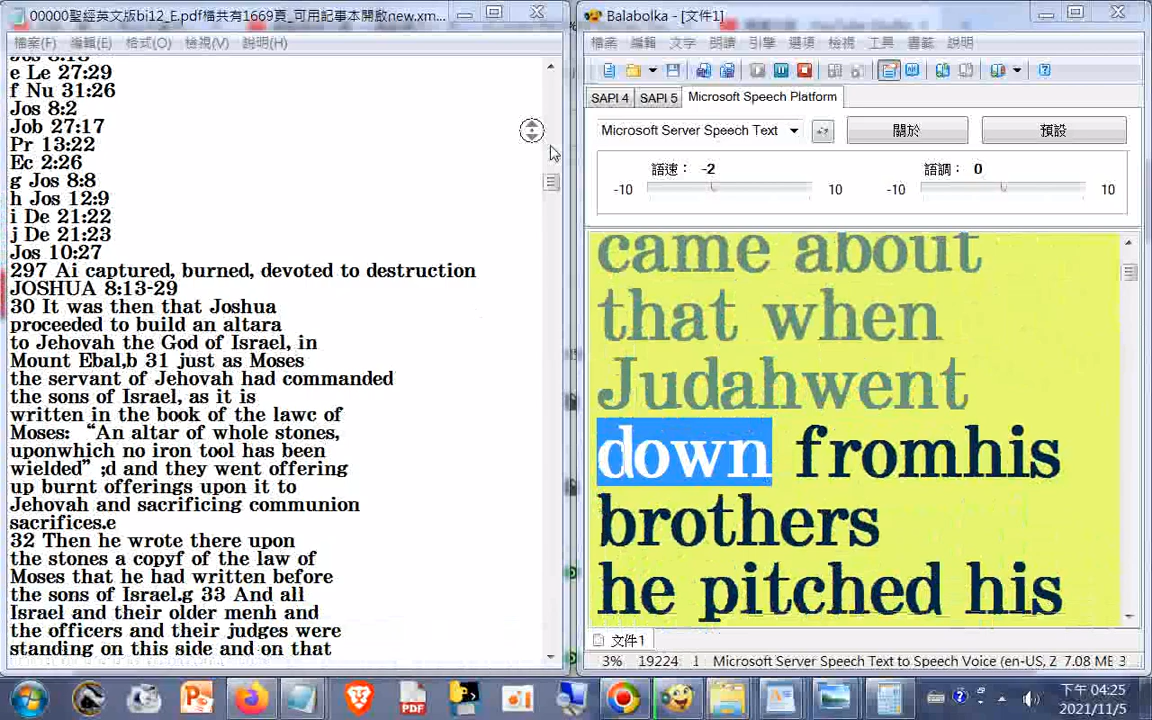 00000聖經英文版bi12_E.pdf檔共有1669頁_可用記事本開啟new.xm...
檔案(F) 編輯(E) 格式(O) 檢視(V) 說明(H)
Jos 8:13
e Le 27:29
f Nu 31:26
Jos 8:2
Job 27:17
Pr 13:22
Ec 2:26
g Jos 8:8
h Jos 12:9
i De 21:22
j De 21:23
Jos 10:27
297 Ai captured, burned, devoted to destruction
JOSHUA 8:13-29
30 It was then that Joshua
proceeded to build an altara
to Jehovah the God of Israel, in
Mount Ebal,b 31 just as Moses
the servant of Jehovah had commanded
the sons of Israel, as it is
written in the book of the lawc of
Moses: “An altar of whole stones,
uponwhich no iron tool has been
wielded” ;d and they went offering
up burnt offerings upon it to
Jehovah and sacrificing communion
sacrifices.e
32 Then he wrote there upon
the stones a copyf of the law of
Moses that he had written before
the sons of Israel.g 33 And all
Israel and their older menh and
the officers and their judges were
standing on this side and on that
Balabolka - [文件1]
檔案 編輯 文字 朗讀 引擎 選項 檢視 工具 書籤 說明
SAPI 4 SAPI 5 Microsoft Speech Platform
Microsoft Server Speech Text 關於 預設
語速： -2 語調： 0
-10 10 -10 10
came about
that when
Judahwent
down fromhis
brothers
he pitched his
文件1
3% 19224 1 Microsoft Server Speech Text to Speech Voice (en-US, Z 7.08 ME 3
PDF
下午 04:25
2021/11/5